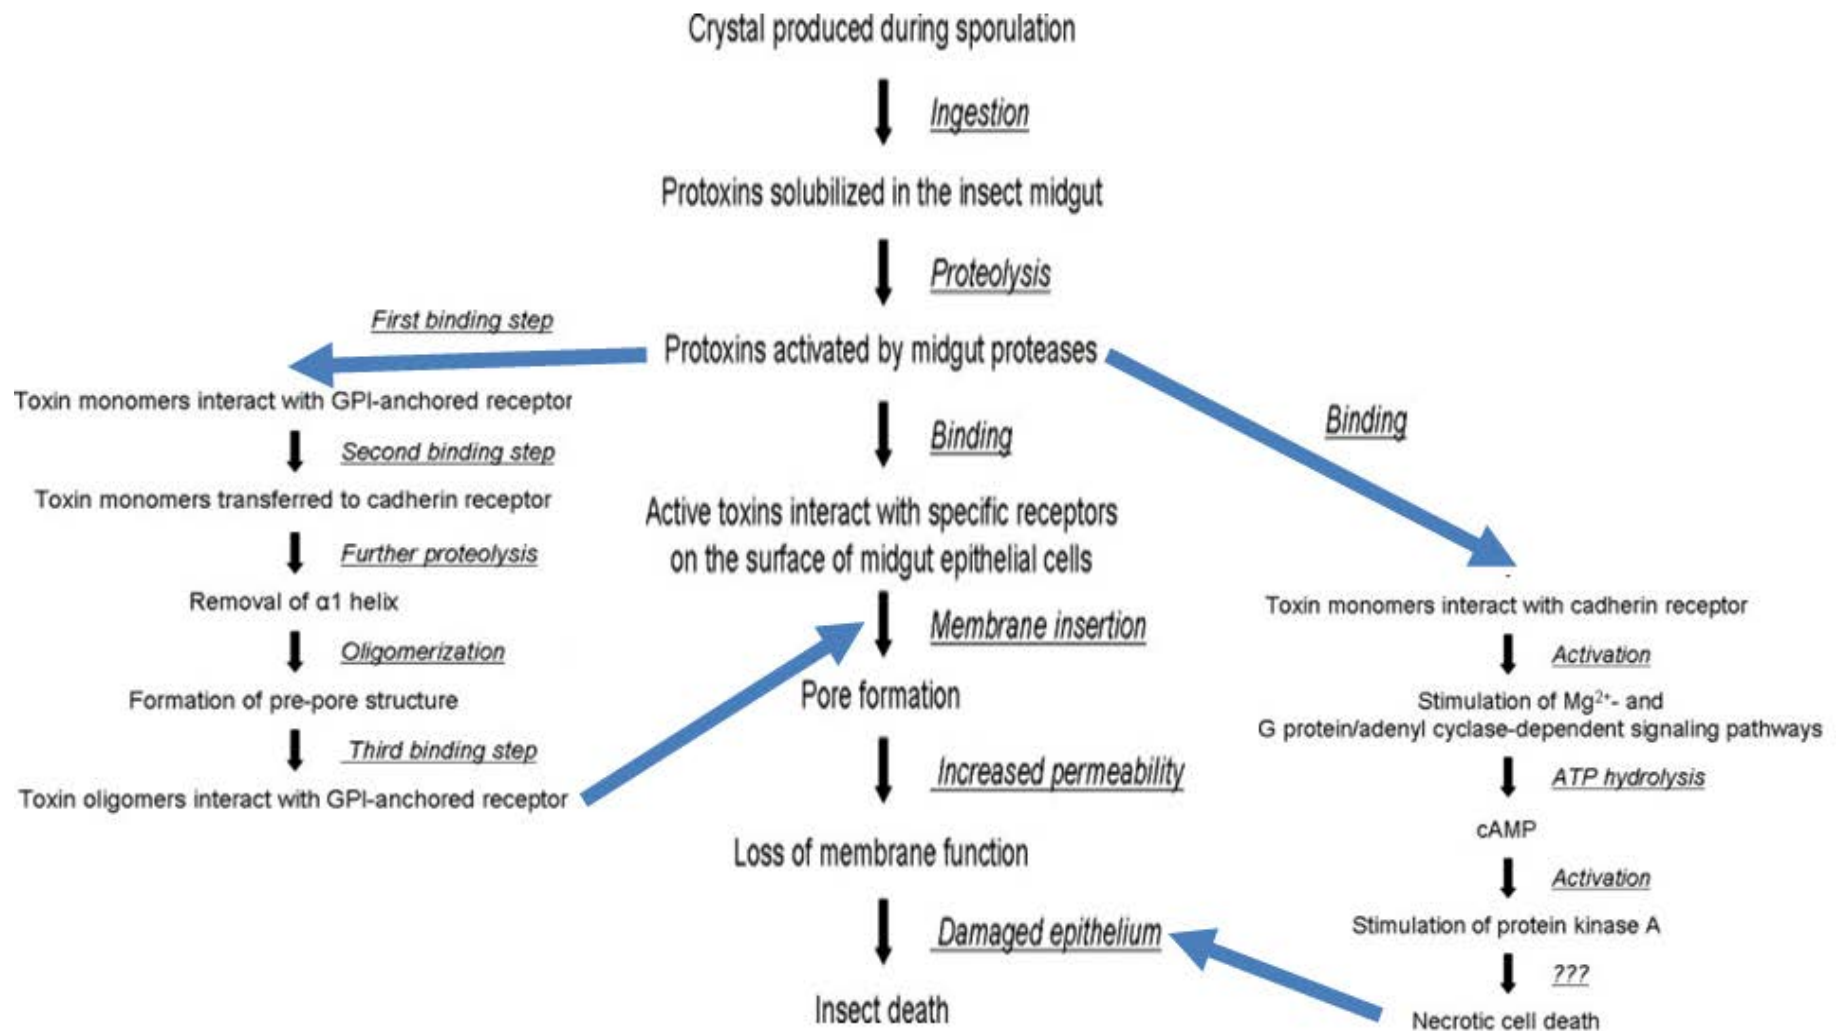 Crystal produced during sporulation
Ingestion
Protoxins solubilized in the insect midgut
Proteolysis
Protoxins activated by midgut proteases
First binding step
Toxin monomers interact with GPI-anchored receptor
Second binding step
Toxin monomers transferred to cadherin receptor
Further proteolysis
Removal of α1 helix
Oligomerization
Formation of pre-pore structure
Third binding step
Toxin oligomers interact with GPI-anchored receptor
Binding
Active toxins interact with specific receptors
on the surface of midgut epithelial cells
Membrane insertion
Pore formation
Increased permeability
Loss of membrane function
Damaged epithelium
Insect death
Binding
Toxin monomers interact with cadherin receptor
Activation
Stimulation of Mg²⁺- and
G protein/adenyl cyclase-dependent signaling pathways
ATP hydrolysis
cAMP
Activation
Stimulation of protein kinase A
???
Necrotic cell death